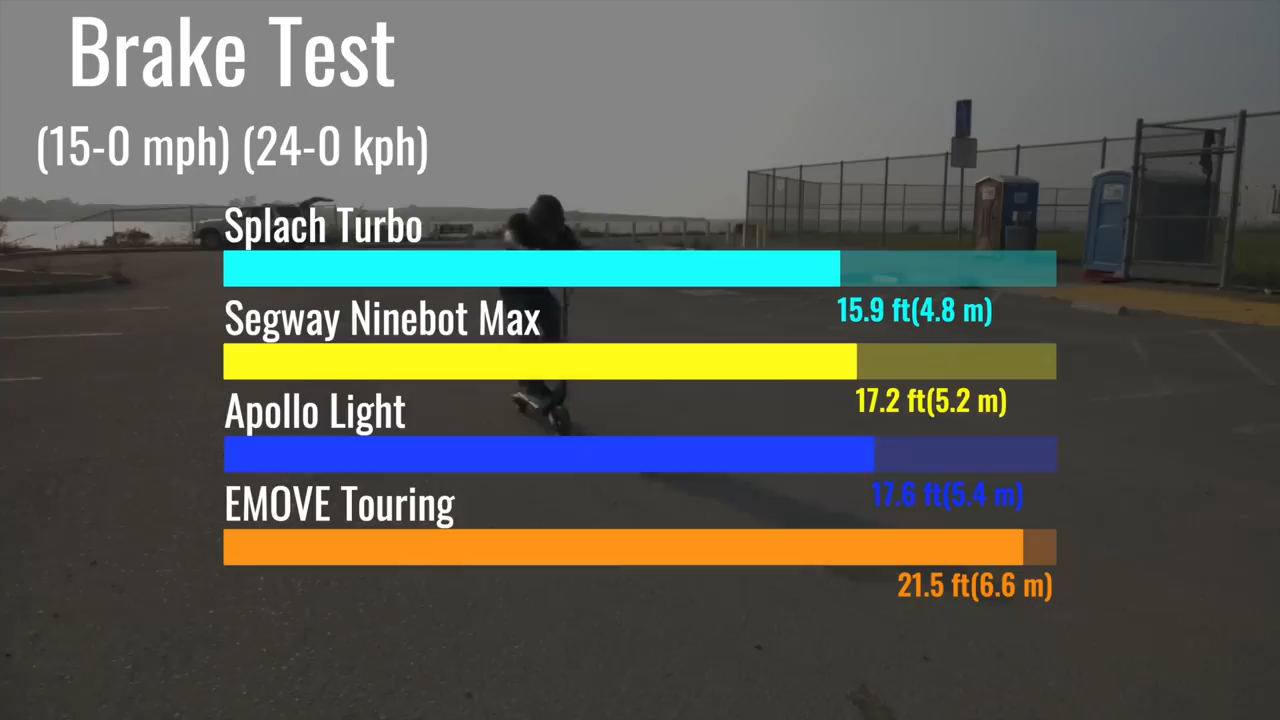 Brake Test
(15-0 mph) (24-0 kph)
Splach Turbo
15.9 ft(4.8 m)
Segway Ninebot Max
17.2 ft(5.2 m)
Apollo Light
17.6 ft(5.4 m)
EMOVE Touring
21.5 ft(6.6 m)